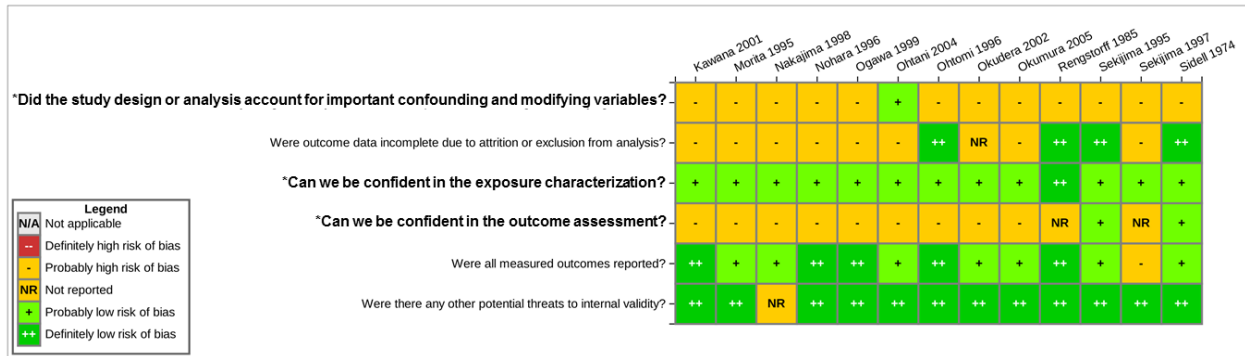 Kawana 2001 Morita 1995 Nakajima 1998 Nohara 1996 Ogawa 1999 Ohtani 2004 Ohtomi 1996 Okudera 2002 Okumura 2005 Rengstorff 1985 Sekijima 1995 Sekijima 1997 Sidell 1974
*Did the study design or analysis account for important confounding and modifying variables? - - - - - + - - - - - - -
Were outcome data incomplete due to attrition or exclusion from analysis? - - - - - - ++ NR - ++ ++ - ++
*Can we be confident in the exposure characterization? + + + + + + + + + ++ + + +
*Can we be confident in the outcome assessment? - - - - - - - - - NR + NR +
Were all measured outcomes reported? ++ + + ++ ++ + ++ + + ++ + - +
Were there any other potential threats to internal validity? ++ ++ NR ++ ++ ++ ++ ++ ++ ++ ++ ++ ++
Legend
N/A Not applicable
-- Definitely high risk of bias
- Probably high risk of bias
NR Not reported
+ Probably low risk of bias
++ Definitely low risk of bias